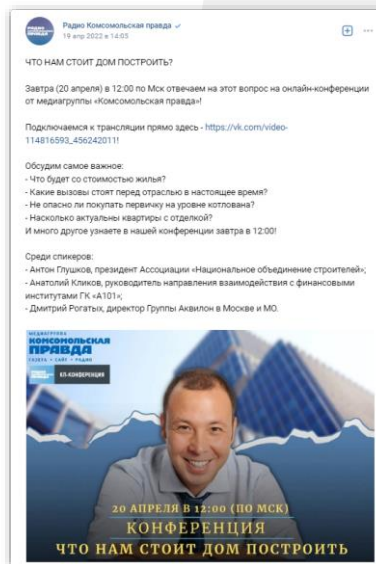 Радио Комсомольская правда
19 апр 2022 в 14:05
ЧТО НАМ СТОИТ ДОМ ПОСТРОИТЬ?
Завтра (20 апреля) в 12:00 по Мск отвечаем на этот вопрос на онлайн-конференции
от медиагруппы «Комсомольская правда»!
Подключаемся к трансляции прямо здесь - https://vk.com/video-
114816593_456242011!
Обсудим самое важное:
- Что будет со стоимостью жилья?
- Какие вызовы стоят перед отраслью в настоящее время?
- Не опасно ли покупать первичку на уровне котлована?
- Насколько актуальны квартиры с отделкой?
И много другое узнаете в нашей конференции завтра в 12:00!
Среди спикеров:
- Антон Глушков, президент Ассоциации «Национальное объединение строителей»;
- Анатолий Кликов, руководитель направления взаимодействия с финансовыми
институтами ГК «А101»;
- Дмитрий Рогатых, директор Группы Аквилон в Москве и МО.
МЕДИАГРУППА
КОМСОМОЛЬСКАЯ
ПРАВДА
ГАЗЕТА • САЙТ • РАДИО
КП-КОНФЕРЕНЦИЯ
20 АПРЕЛЯ В 12:00 (ПО МСК)
КОНФЕРЕНЦИЯ
ЧТО НАМ СТОИТ ДОМ ПОСТРОИТЬ